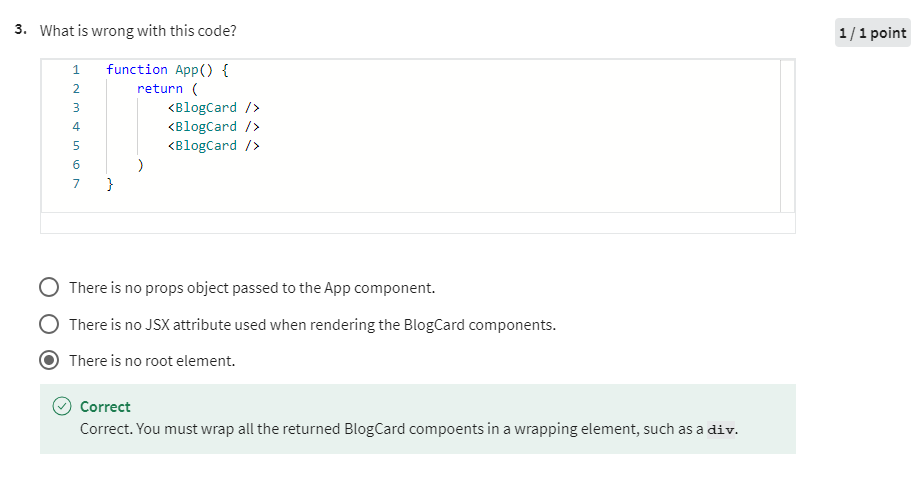 3. What is wrong with this code?
1 / 1 point
1 function App() {
2 return (
3 <BlogCard />
4 <BlogCard />
5 <BlogCard />
6 )
7 }
There is no props object passed to the App component.
There is no JSX attribute used when rendering the BlogCard components.
There is no root element.
Correct
Correct. You must wrap all the returned BlogCard compoents in a wrapping element, such as a div.